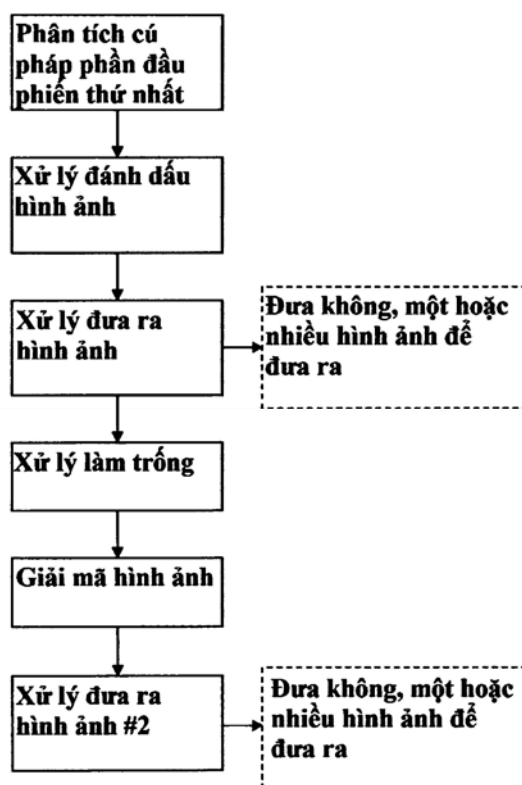 Phân tích cú
pháp phần đầu
phiến thứ nhất
Xử lý đánh dấu
hình ảnh
Xử lý đưa ra
hình ảnh
Đưa không, một hoặc
nhiều hình ảnh để
đưa ra
Xử lý làm trống
Giải mã hình ảnh
Xử lý đưa ra
hình ảnh #2
Đưa không, một hoặc
nhiều hình ảnh để
đưa ra